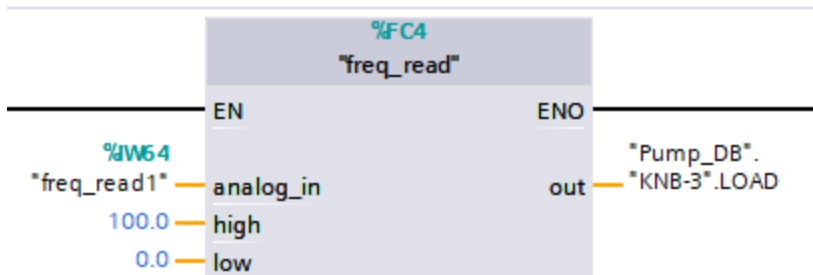 %FC4
"freq_read"
EN ENO
%IW64
"freq_read1" analog_in
100.0 high
0.0 low
out "Pump_DB".
"KNB-3".LOAD